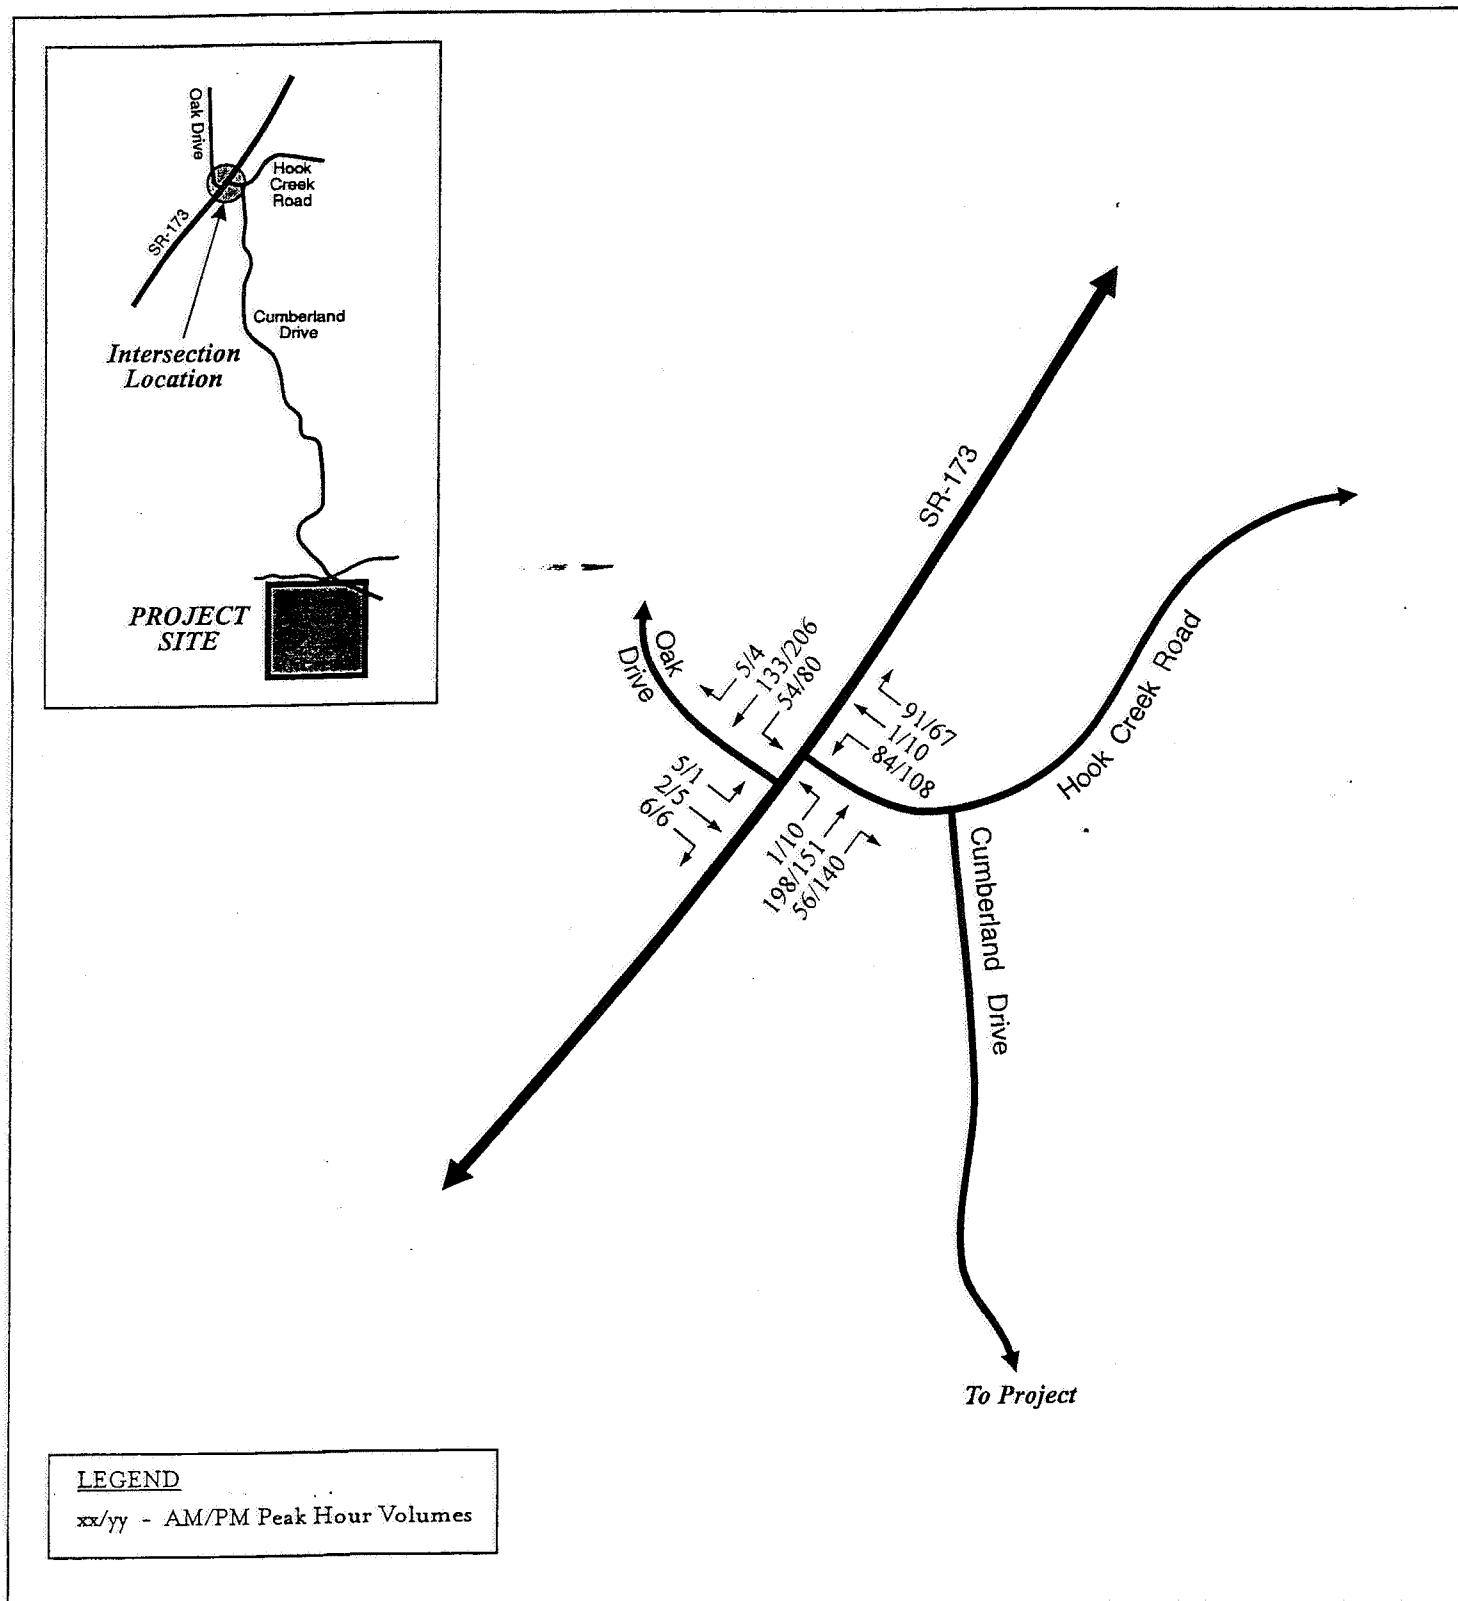 Oak Drive
Hook
Creek
Road
SR-173
Cumberland
Drive
Intersection
Location
PROJECT
SITE
SR-173
Oak
Drive
5/4
133/206
54/80
91/67
1/10
84/108
5/1
2/5
6/6
1/10
198/151
56/140
Hook Creek Road
Cumberland Drive
To Project
LEGEND
xx/yy - AM/PM Peak Hour Volumes